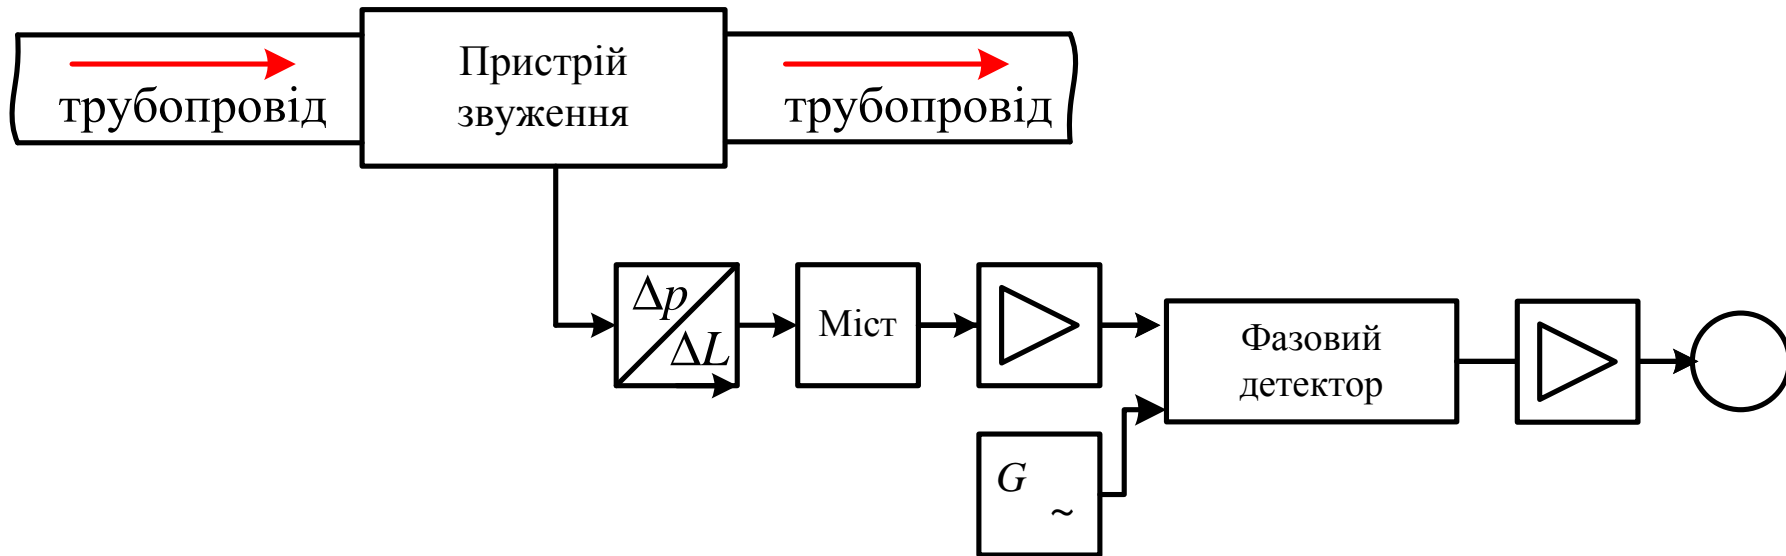 Пристрій
звуження
трубопровід
трубопровід
Δp
ΔL
Міст
Фазовий
детектор
G
~